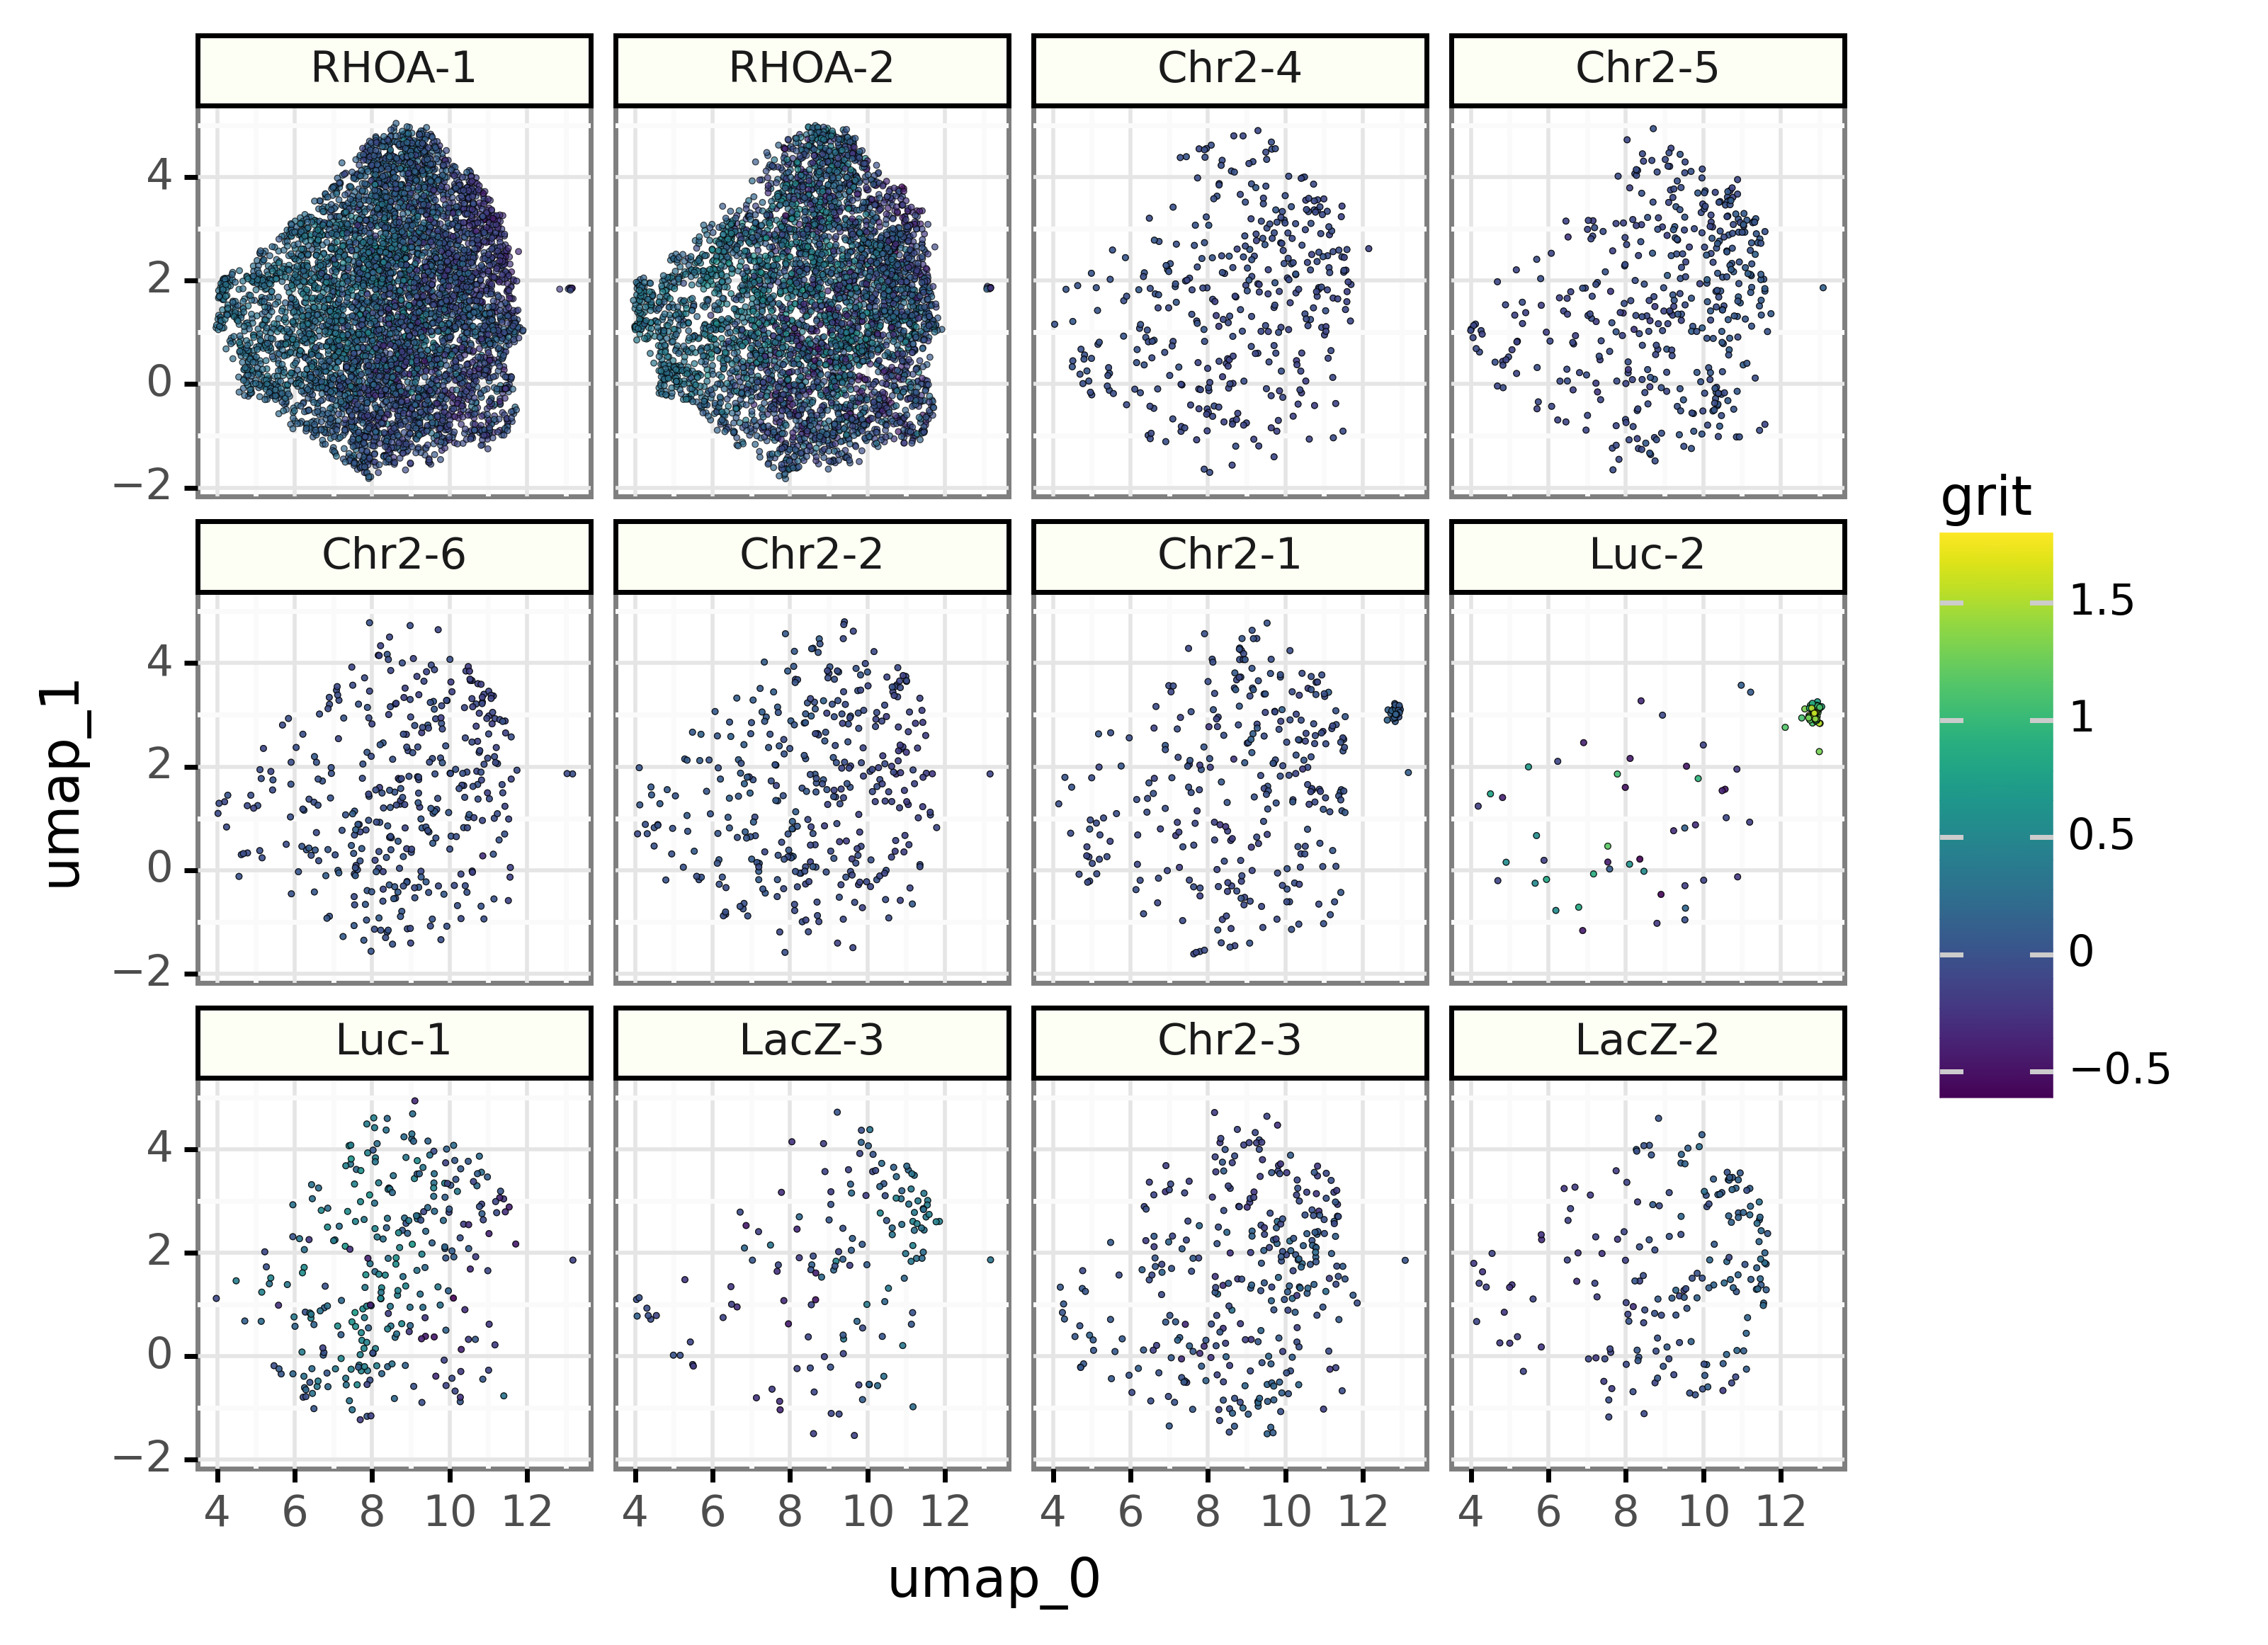 RHOA-1 RHOA-2 Chr2-4 Chr2-5
4
2
0
−2
Chr2-6 Chr2-2 Chr2-1 Luc-2
4
2
0
−2
Luc-1 LacZ-3 Chr2-3 LacZ-2
4
2
0
−2
4 6 8 10 12 4 6 8 10 12 4 6 8 10 12 4 6 8 10 12
umap_0
umap_1
grit
1.5
1
0.5
0
−0.5